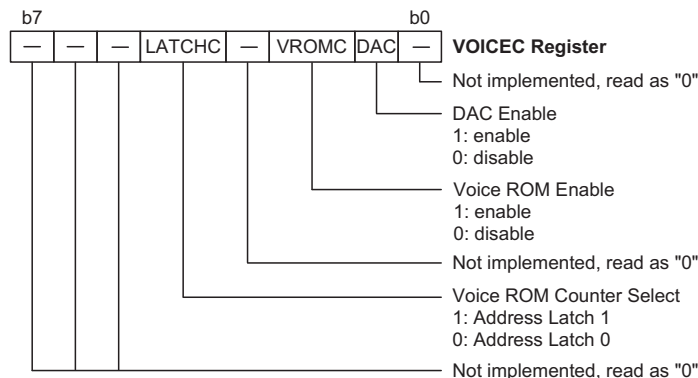 b7 b0
— — — LATCHC — VROMC DAC — VOICEC Register
Not implemented, read as "0"
DAC Enable
1: enable
0: disable
Voice ROM Enable
1: enable
0: disable
Not implemented, read as "0"
Voice ROM Counter Select
1: Address Latch 1
0: Address Latch 0
Not implemented, read as "0"